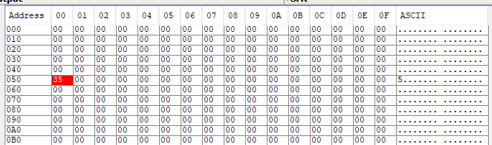 Address 00 01 02 03 04 05 06 07 08 09 0A 0B 0C 0D 0E 0F ASCII
000 00 00 00 00 00 00 00 00 00 00 00 00 00 00 00 00 ........ ........
010 00 00 00 00 00 00 00 00 00 00 00 00 00 00 00 00 ........ ........
020 00 00 00 00 00 00 00 00 00 00 00 00 00 00 00 00 ........ ........
030 00 00 00 00 00 00 00 00 00 00 00 00 00 00 00 00 ........ ........
040 00 00 00 00 00 00 00 00 00 00 00 00 00 00 00 00 ........ ........
050 35 00 00 00 00 00 00 00 00 00 00 00 00 00 00 00 5....... ........
060 00 00 00 00 00 00 00 00 00 00 00 00 00 00 00 00 ........ ........
070 00 00 00 00 00 00 00 00 00 00 00 00 00 00 00 00 ........ ........
080 00 00 00 00 00 00 00 00 00 00 00 00 00 00 00 00 ........ ........
090 00 00 00 00 00 00 00 00 00 00 00 00 00 00 00 00 ........ ........
0A0 00 00 00 00 00 00 00 00 00 00 00 00 00 00 00 00 ........ ........
0B0 00 00 00 00 00 00 00 00 00 00 00 00 00 00 00 00 ........ ........